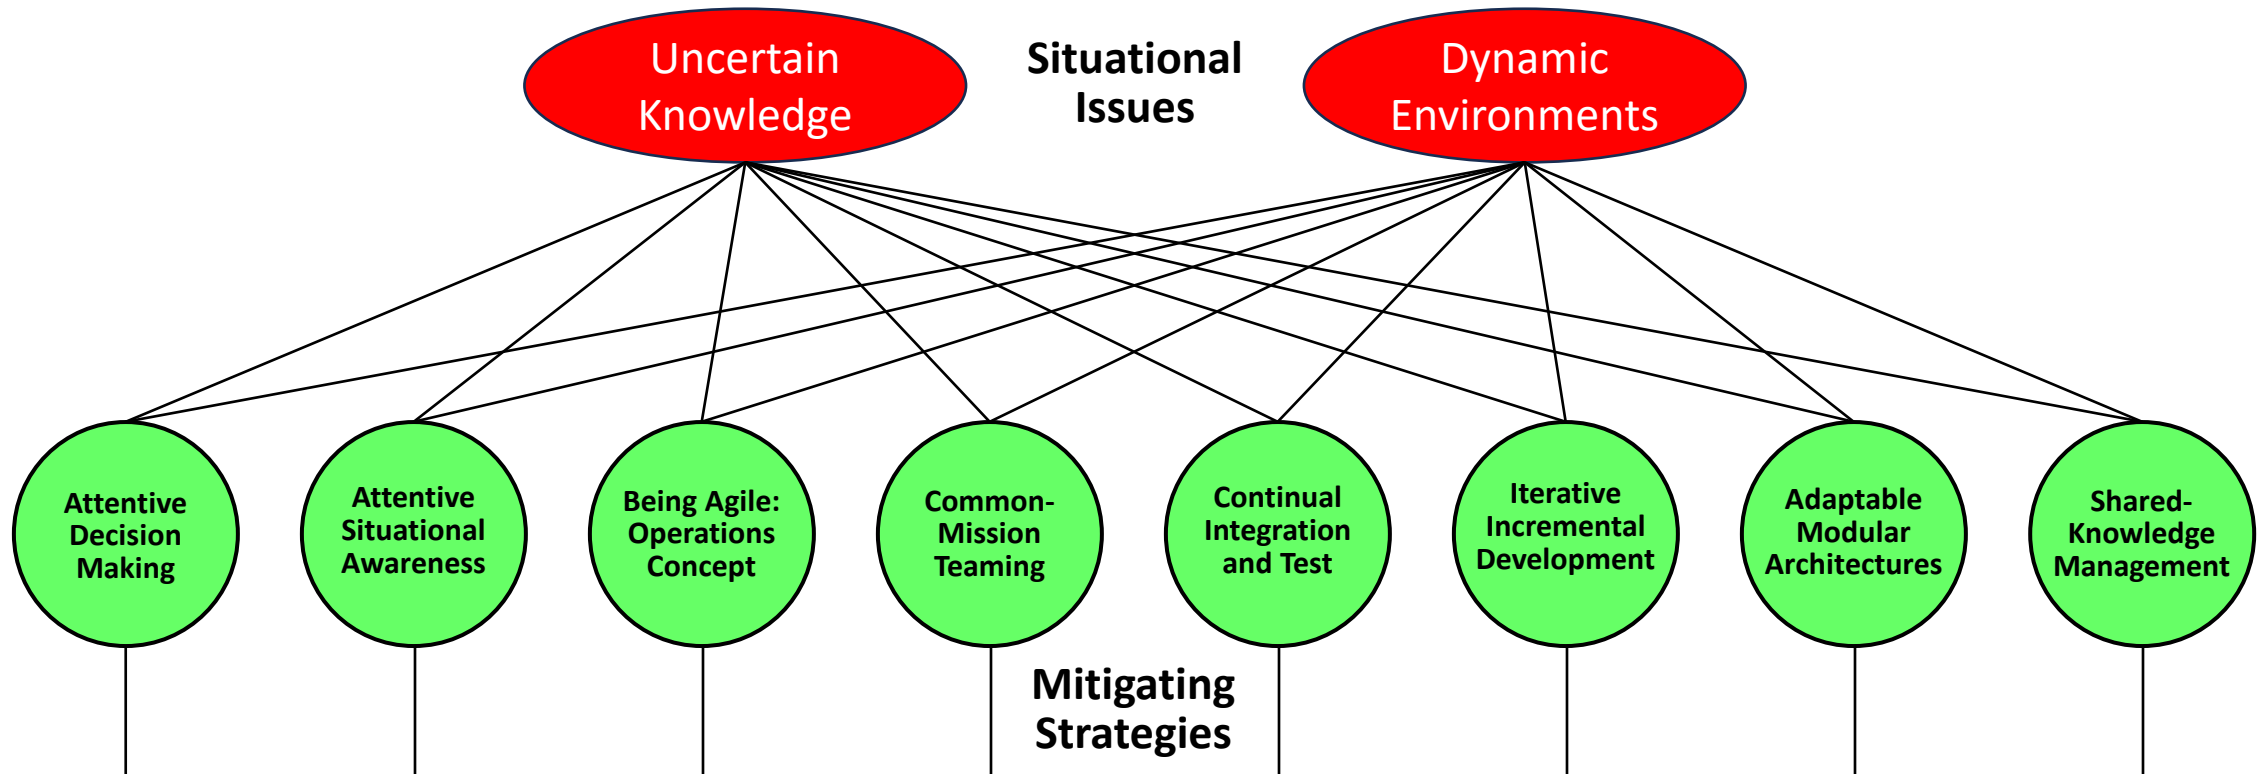 Uncertain
Knowledge
Situational
Issues
Dynamic
Environments
Attentive
Decision
Making
Attentive
Situational
Awareness
Being Agile:
Operations
Concept
Common-
Mission
Teaming
Continual
Integration
and Test
Iterative
Incremental
Development
Adaptable
Modular
Architectures
Shared-
Knowledge
Management
Mitigating
Strategies